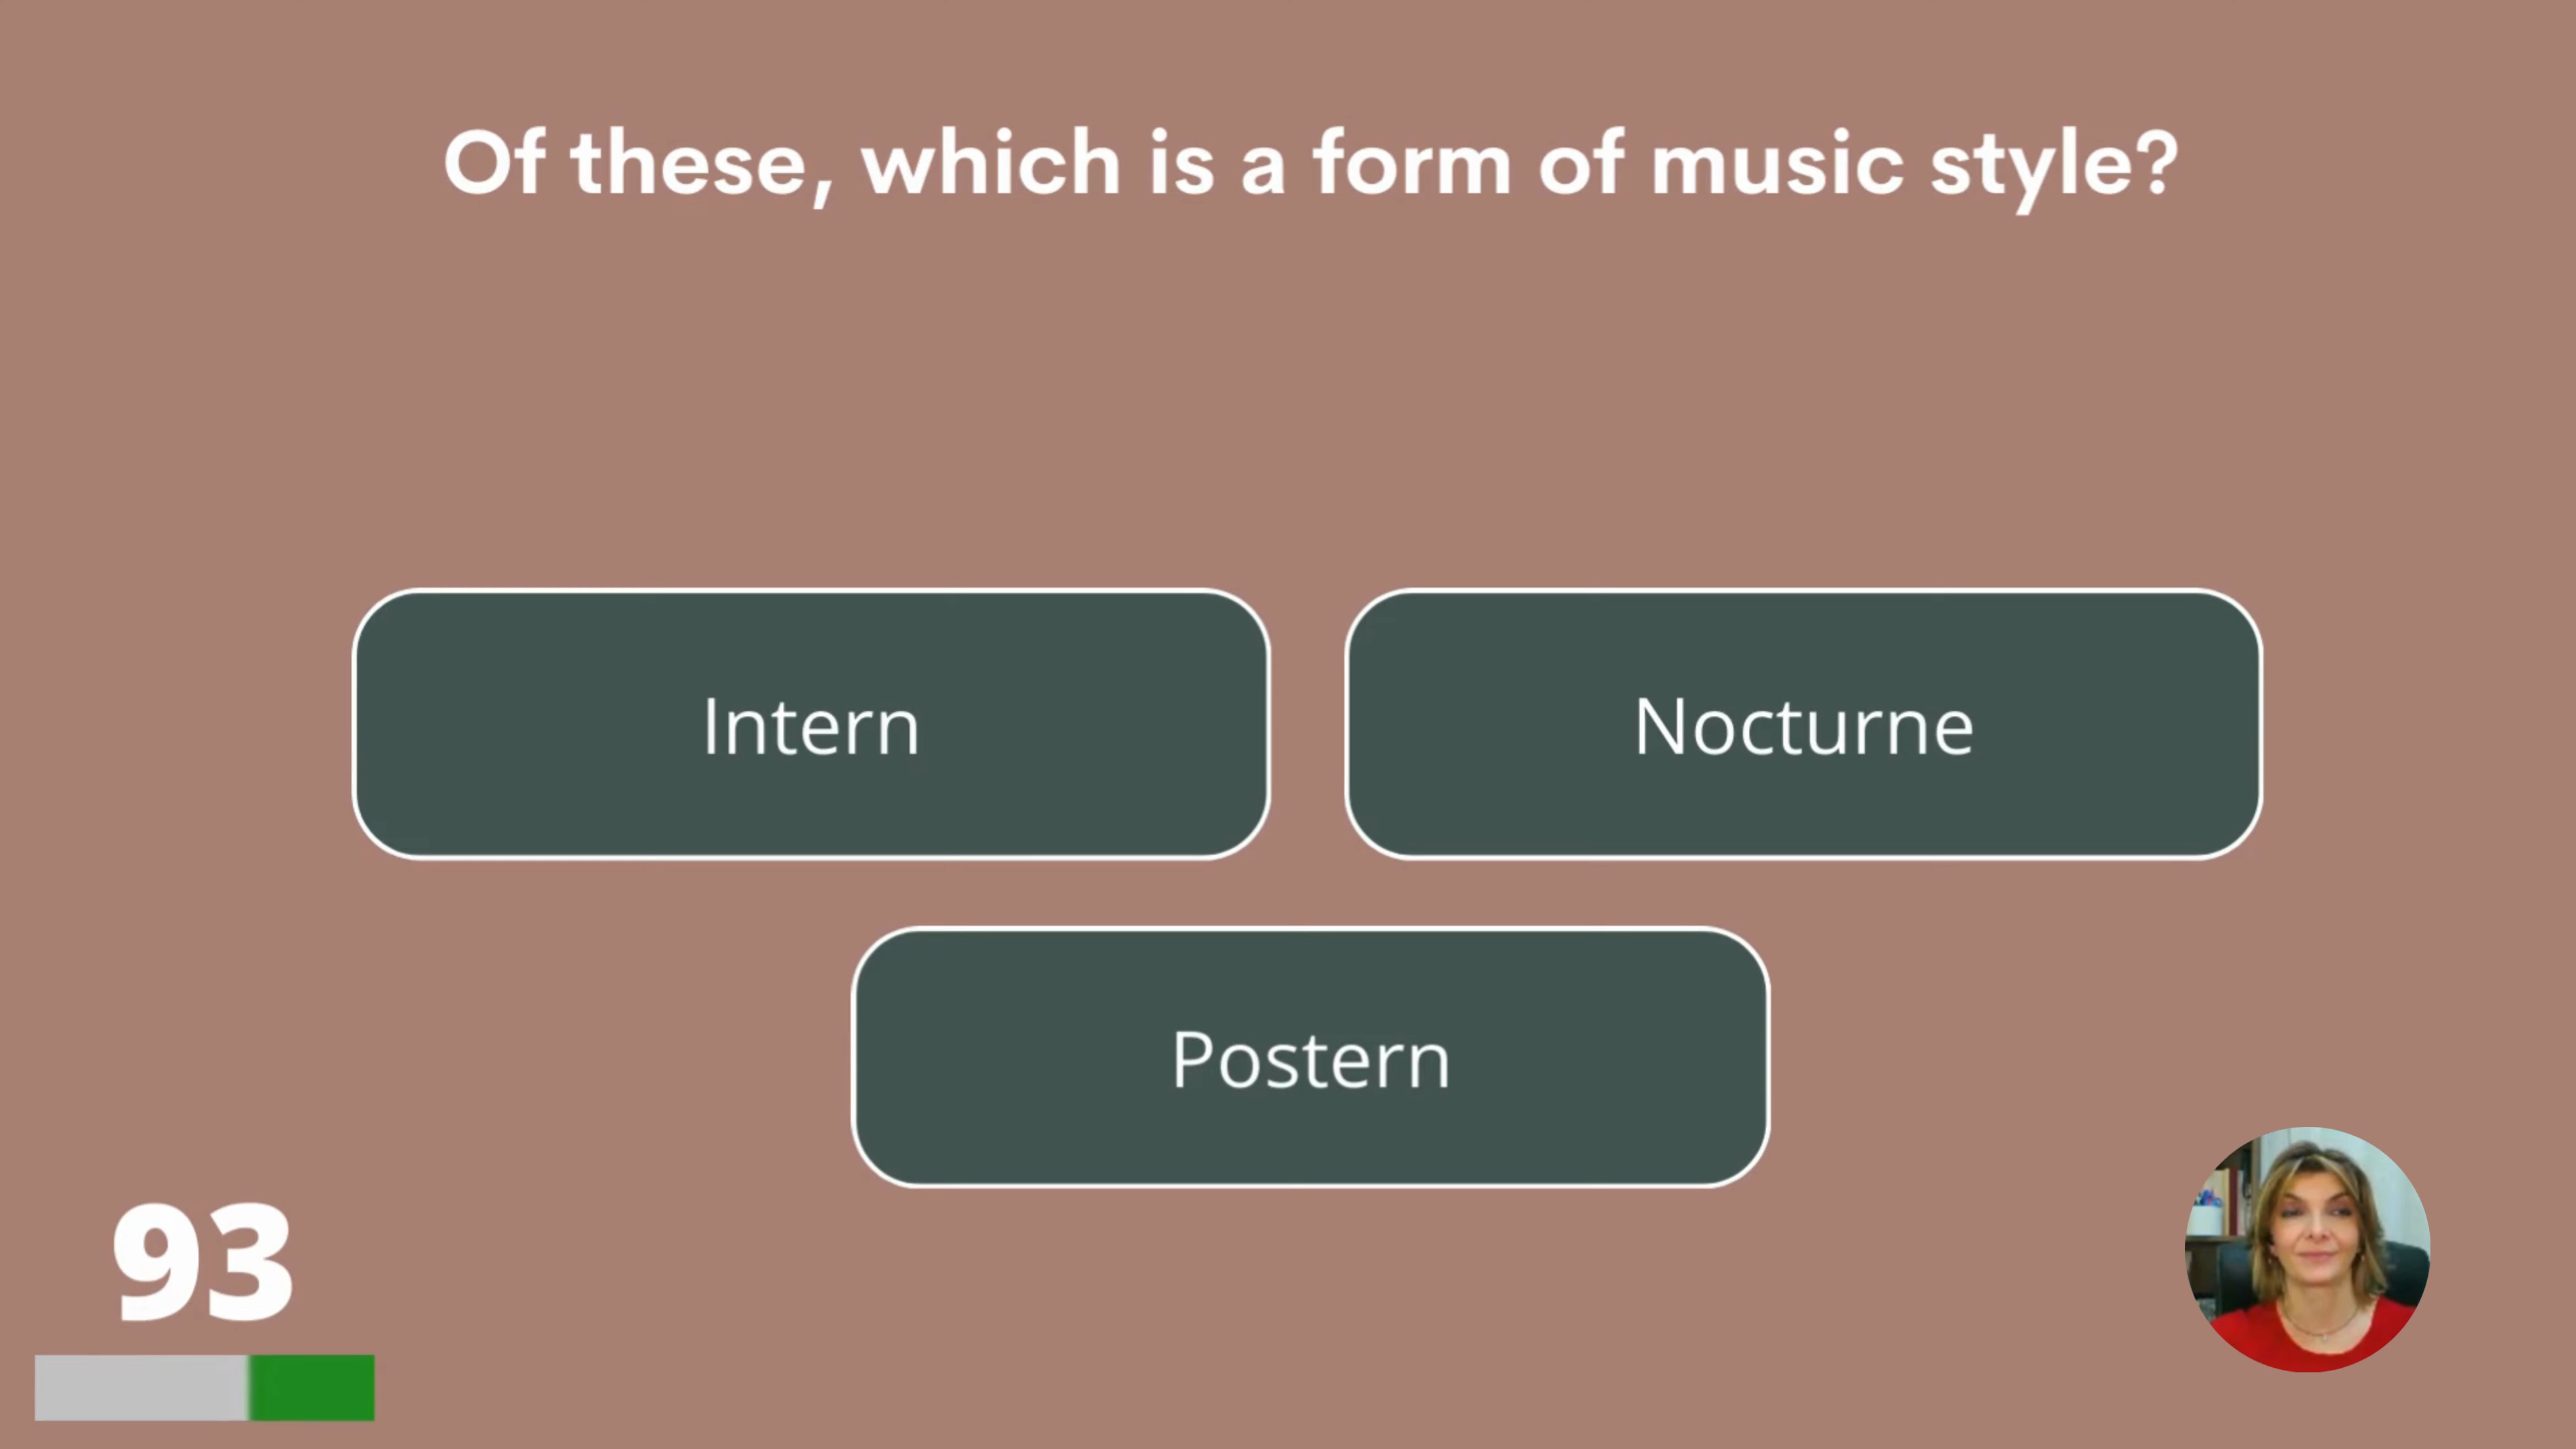 Of these, which is a form of music style?
Intern
Nocturne
Postern
93